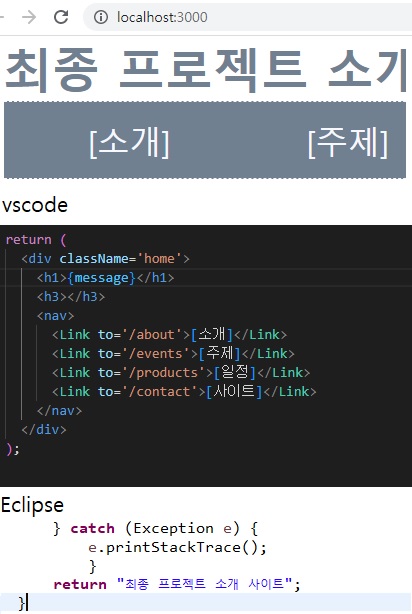 localhost:3000
최종 프로젝트 소개
[소개] [주제]
vscode
return (
<div className='home'>
<h1>{message}</h1>
<h3></h3>
<nav>
<Link to='/about'>[소개]</Link>
<Link to='/events'>[주제]</Link>
<Link to='/products'>[일정]</Link>
<Link to='/contact'>[사이트]</Link>
</nav>
</div>
);
Eclipse
} catch (Exception e) {
e.printStackTrace();
}
return "최종 프로젝트 소개 사이트";
}